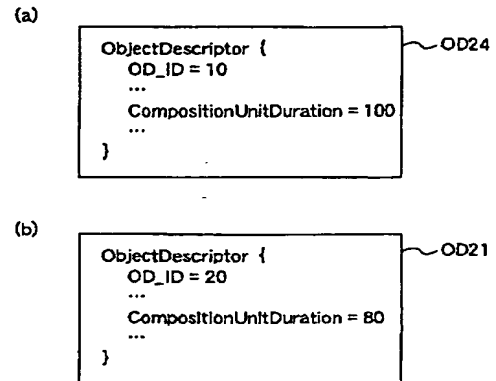 (a)
ObjectDescriptor { OD24
OD_ID = 10
...
CompositionUnitDuration = 100
...
}
(b)
ObjectDescriptor { OD21
OD_ID = 20
...
CompositionUnitDuration = 80
...
}